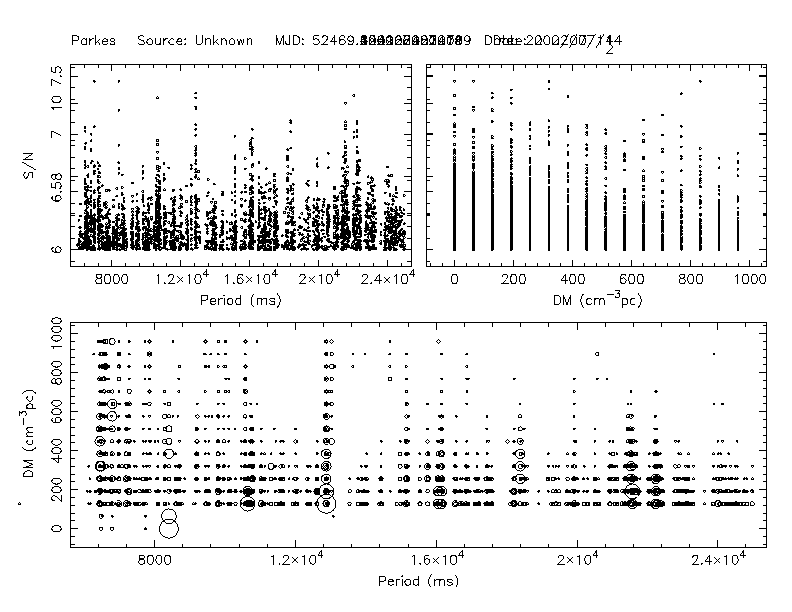 Parkes Source: Unknown MJD: 52469.
7.5
10
7
6.58
6
S/N
8000 1.2×10⁴ 1.6×10⁴ 2×10⁴ 2.4×10⁴
Period (ms)
0 200 400 600 800 1000
DM (cm⁻³pc)
1000
800
600
400
200
0
DM (cm⁻³pc)
8000 1.2×10⁴ 1.6×10⁴ 2×10⁴ 2.4×10⁴
Period (ms)